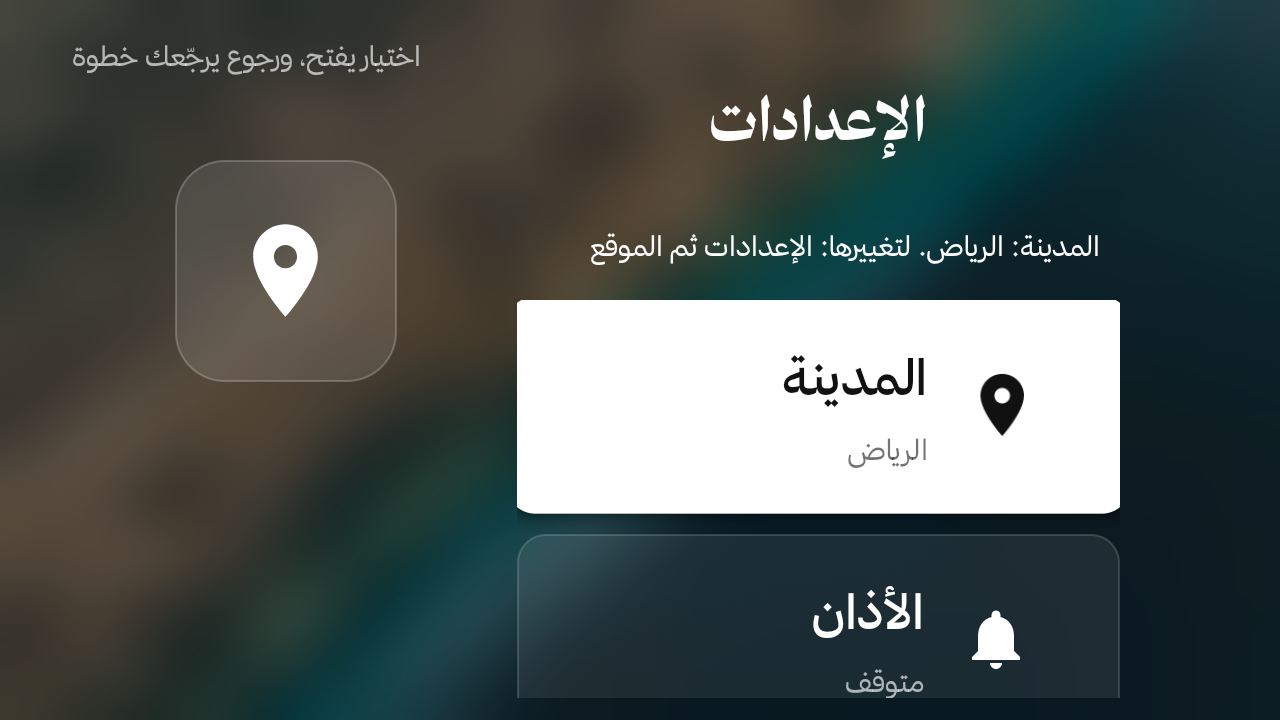 اختيار يفتح، ورجوع يرجّعك خطوة
الإعدادات
المدينة: الرياض. لتغييرها: الإعدادات ثم الموقع
المدينة
الرياض
الأذان
متوقف